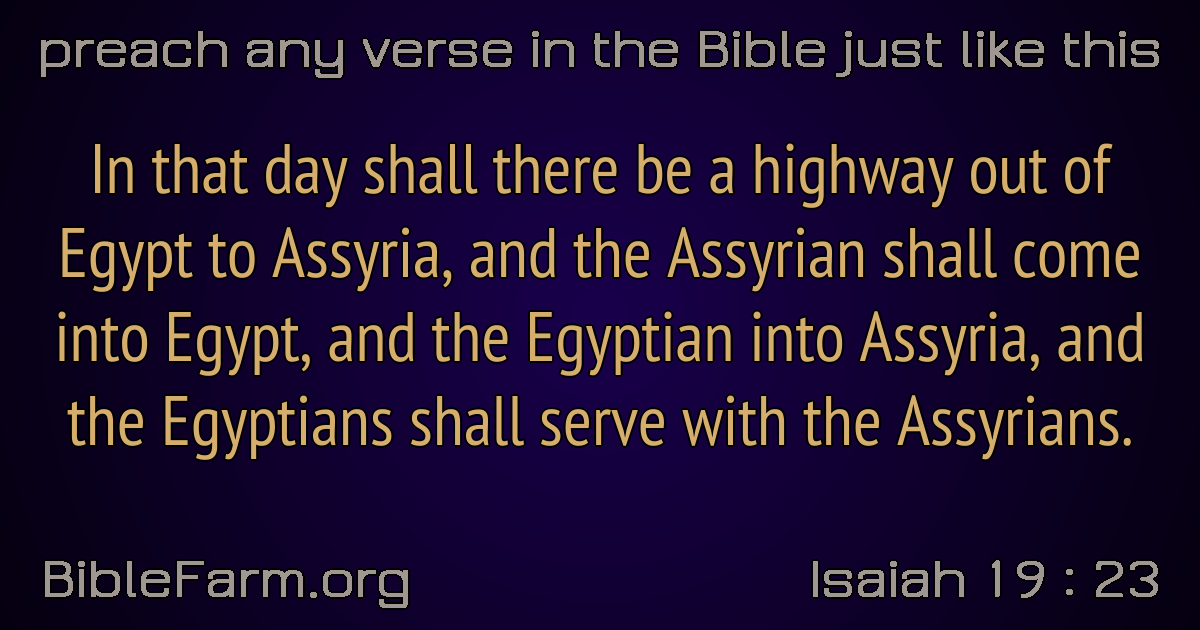 preach any verse in the Bible just like this
In that day shall there be a highway out of
Egypt to Assyria, and the Assyrian shall come
into Egypt, and the Egyptian into Assyria, and
the Egyptians shall serve with the Assyrians.
BibleFarm.org
Isaiah 19 : 23